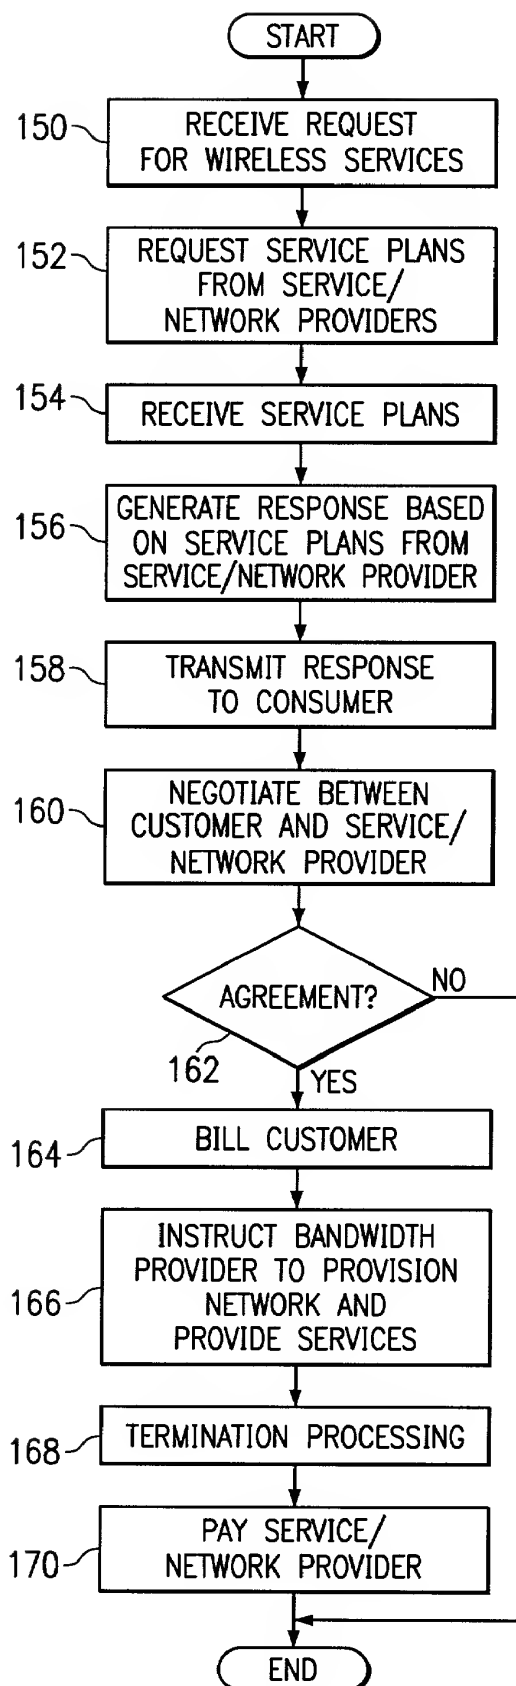 START
150
RECEIVE REQUEST
FOR WIRELESS SERVICES
152
REQUEST SERVICE PLANS
FROM SERVICE/
NETWORK PROVIDERS
154
RECEIVE SERVICE PLANS
156
GENERATE RESPONSE BASED
ON SERVICE PLANS FROM
SERVICE/NETWORK PROVIDER
158
TRANSMIT RESPONSE
TO CONSUMER
160
NEGOTIATE BETWEEN
CUSTOMER AND SERVICE/
NETWORK PROVIDER
AGREEMENT?
NO
162
YES
164
BILL CUSTOMER
166
INSTRUCT BANDWIDTH
PROVIDER TO PROVISION
NETWORK AND
PROVIDE SERVICES
168
TERMINATION PROCESSING
170
PAY SERVICE/
NETWORK PROVIDER
END